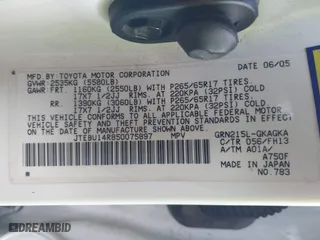 MFD BY TOYOTA MOTOR CORPORATION DATE 06/05
GVWR 2535KG (5580LB)
GAWR FRT. 1160KG (2550LB) WITH P265/65R17 TIRES,
17X7 1/2JJ RIMS, AT 220KPA (32PSI) COLD
RR. 1390KG (3060LB) WITH P265/65R17 TIRES,
17X7 1/2JJ RIMS, AT 220KPA (32PSI) COLD
THIS VEHICLE CONFORMS TO ALL APPLICABLE
FEDERAL MOTOR VEHICLE SAFETY STANDARDS IN EFFECT
ON THE DATE OF MANUFACTURE SHOWN ABOVE.
JTEBU14R850075897 MPV GRN215L-GKAGKA
C/TR 056/FH13
A/TM A01A/
A750F
MADE IN JAPAN
NO.783